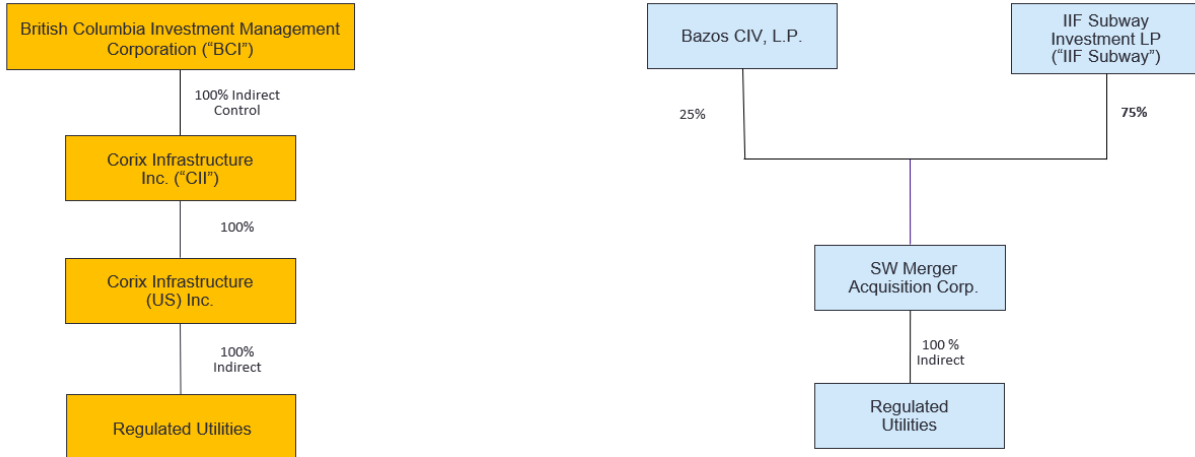 British Columbia Investment Management
Corporation (“BCI”)
100% Indirect
Control
Corix Infrastructure
Inc. (“CII”)
100%
Corix Infrastructure
(US) Inc.
100%
Indirect
Regulated Utilities
Bazos CIV, L.P.
IIF Subway
Investment LP
(“IIF Subway”)
25%
75%
SW Merger
Acquisition Corp.
100 %
Indirect
Regulated
Utilities